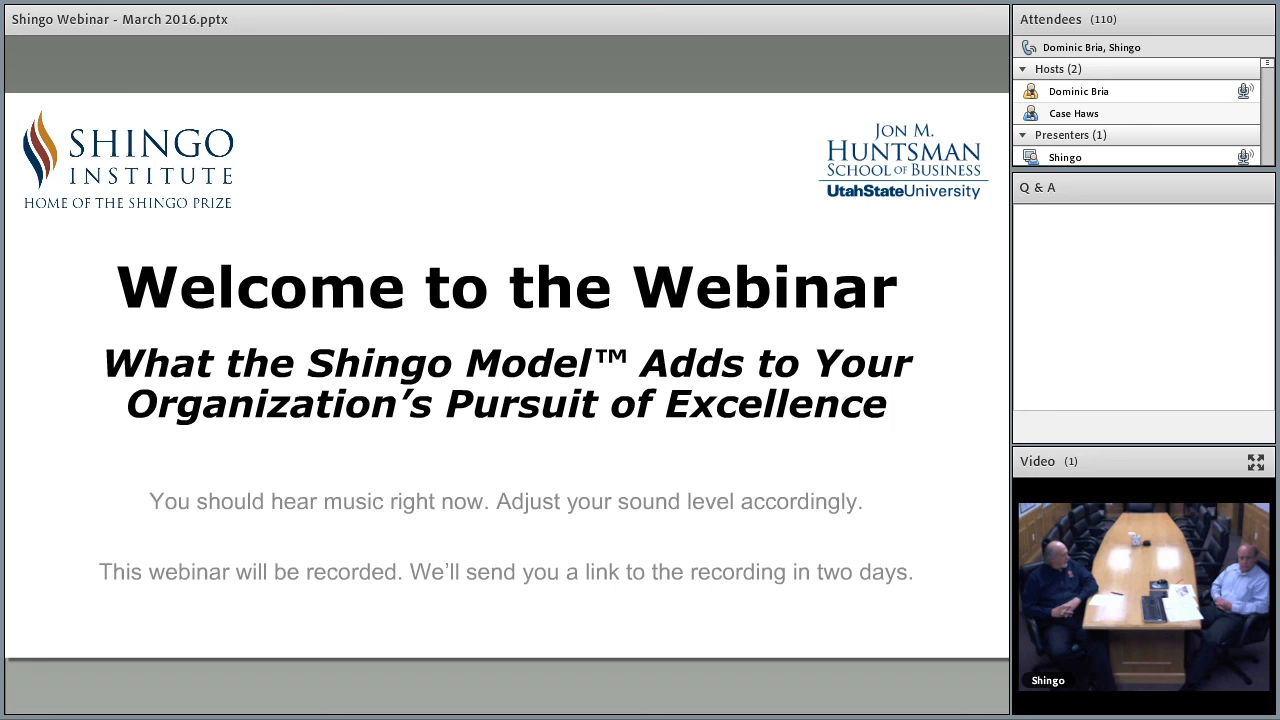 Shingo Webinar - March 2016.pptx
SHINGO
INSTITUTE
HOME OF THE SHINGO PRIZE
JON M.
HUNTSMAN
SCHOOL OF BUSINESS
UtahStateUniversity
Welcome to the Webinar
What the Shingo Model™ Adds to Your
Organization’s Pursuit of Excellence
You should hear music right now. Adjust your sound level accordingly.
This webinar will be recorded. We’ll send you a link to the recording in two days.
Attendees (110)
Dominic Bria, Shingo
Hosts (2)
Dominic Bria
Case Haws
Presenters (1)
Shingo
Q & A
Video (1)
Shingo